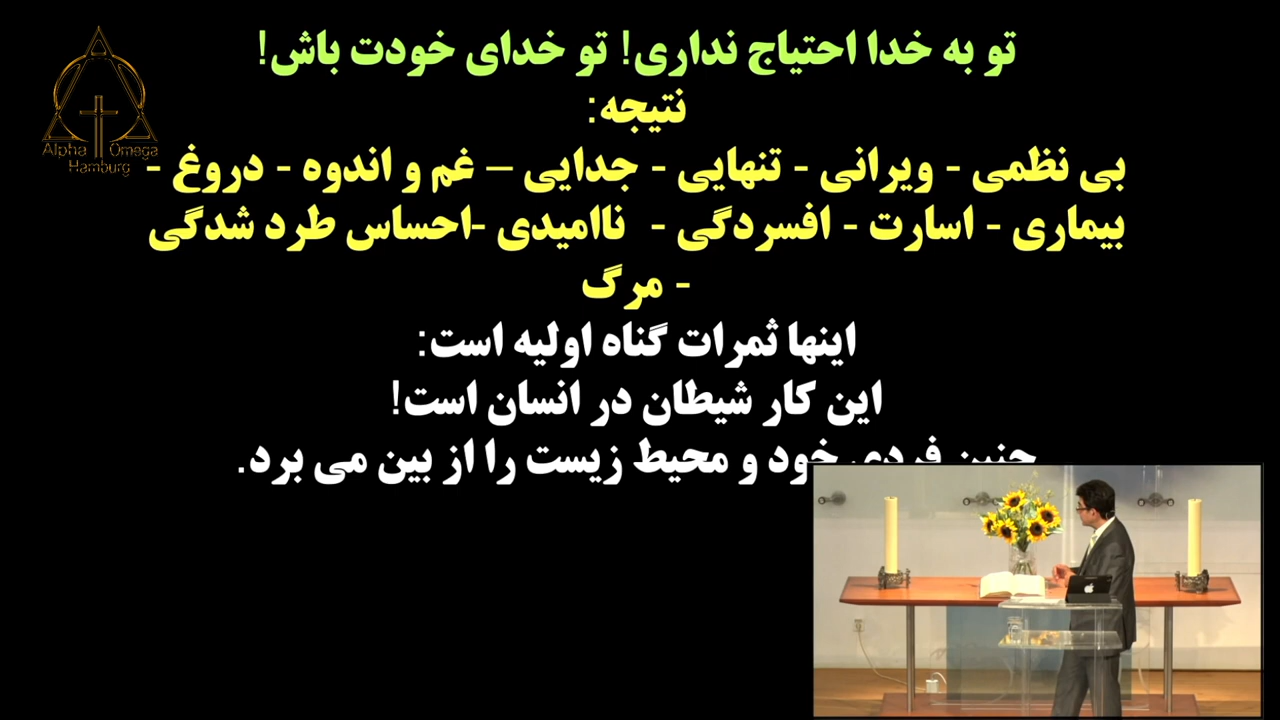 تو به خدا احتیاج نداری! تو خدای خودت باش!
نتیجه:
بی نظمی - ویرانی - تنهایی - جدایی – غم و اندوه - دروغ -
بیماری - اسارت - افسردگی - ناامیدی -احساس طرد شدگی
- مرگ
اینها ثمرات گناه اولیه است:
این کار شیطان در انسان است!
خود و محیط زیست را از بین می برد.
Alpha Omega
Hamburg